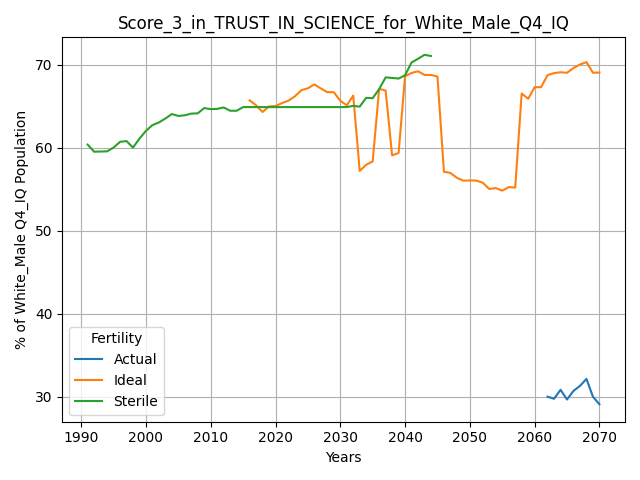 Score_3_in_TRUST_IN_SCIENCE_for_White_Male_Q4_IQ
% of White_Male Q4_IQ Population
70
60
50
40
30
Fertility
Actual
Ideal
Sterile
1990 2000 2010 2020 2030 2040 2050 2060 2070
Years